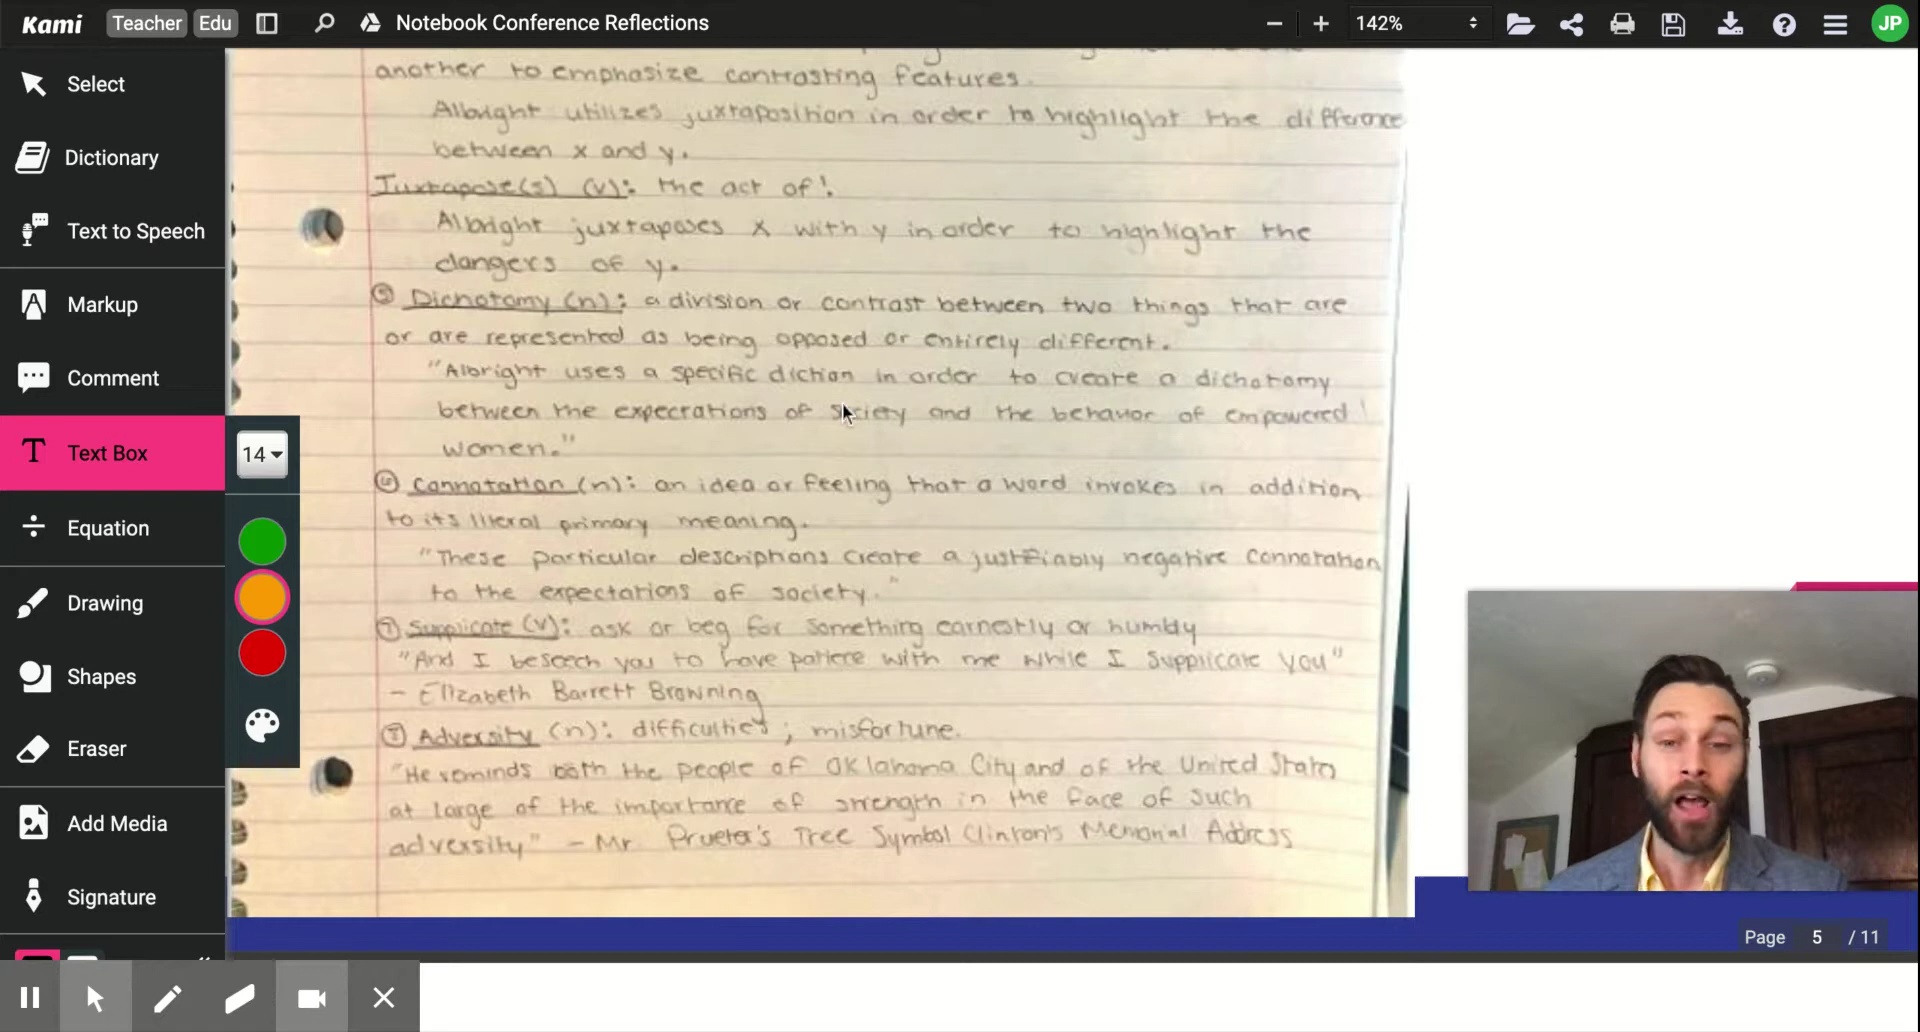 Kami Teacher Edu Notebook Conference Reflections 142% JP
Select
Dictionary
Text to Speech
Markup
Comment
Text Box
14
Equation
Drawing
Shapes
Eraser
Add Media
Signature
another to emphasize contrasting features.
Albright utilizes juxtaposition in order to highlight the difference
between x and y.
Juxtapose(s) (v): the act of!
Albright juxtaposes x with y in order to highlight the
dangers of y.
⑤ Dichotomy (n): a division or contrast between two things that are
or are represented as being opposed or entirely different.
"Albright uses a specific diction in order to create a dichotomy
between the expectations of society and the behavior of empowered
women."
⑥ Connotation (n): an idea or feeling that a word invokes in addition
to its literal primary meaning.
"These particular descriptions create a justfiably negative connotation
to the expectations of society."
⑦ Supplicate (v): ask or beg for something earnestly or humbly
"And I beseech you to have patiece with me while I supplicate you"
- Elizabeth Barrett Browning
Adversity (n): difficulties; misfortune.
"He reminds both the people of Oklahoma City and of the United States
at large of the importance of strength in the face of such
adversity" - Mr. Prueter's Tree Symbol Clinton's Memorial Address
Page 5 / 11